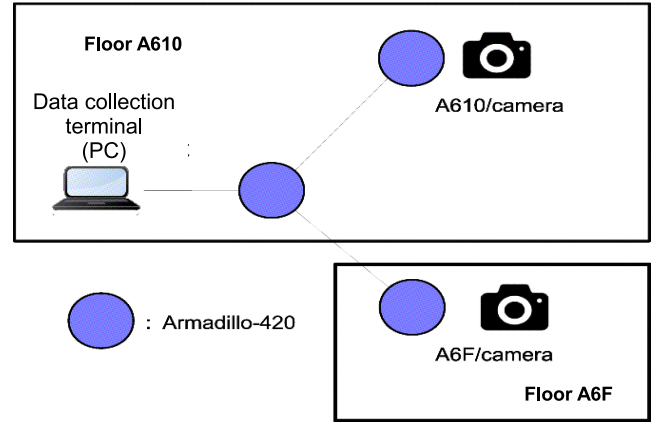 Floor A610
A610/camera
Data collection
terminal
(PC)
: Armadillo-420
A6F/camera
Floor A6F